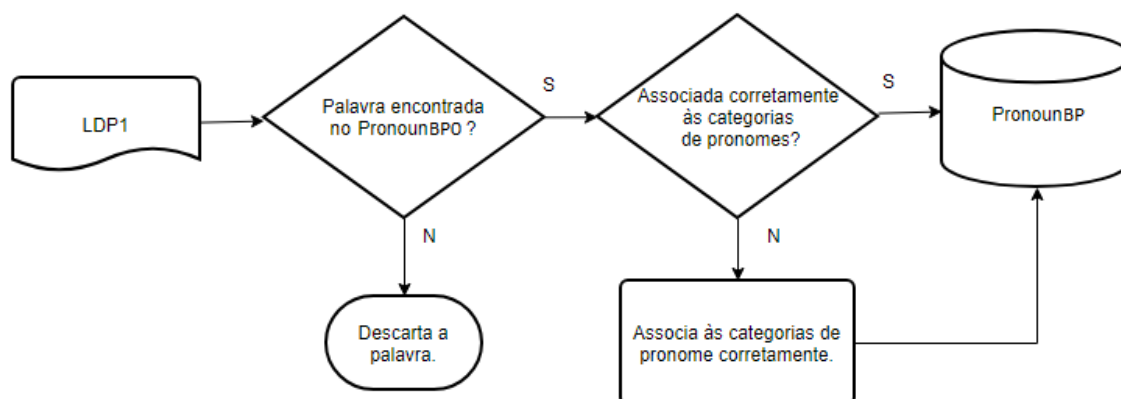 LDP1
Palavra encontrada
no PronounBPO ?
S
N
Descarta a
palavra.
Associada corretamente
às categorias
de pronomes?
S
N
Associa às categorias de
pronome corretamente.
PronounBP